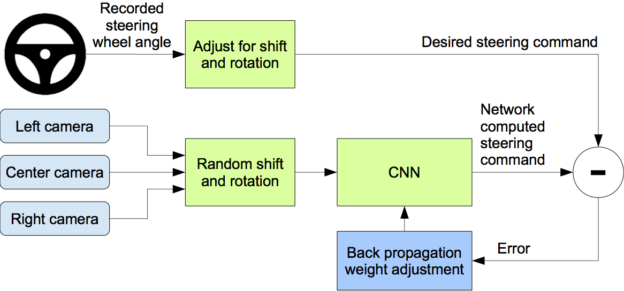 Recorded
steering
wheel angle
Adjust for shift
and rotation
Desired steering command
Left camera
Center camera
Right camera
Random shift
and rotation
CNN
Network
computed
steering
command
-
Back propagation
weight adjustment
Error